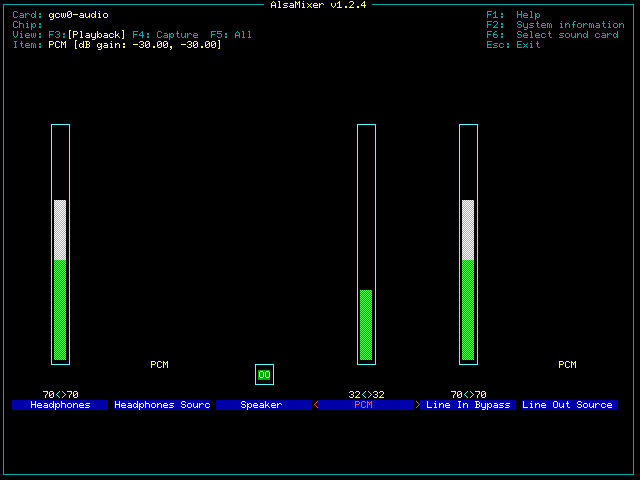 AlsaMixer v1.2.4
Card: gcw0-audio F1: Help
Chip: F2: System information
View: F3:[Playback] F4: Capture F5: All F6: Select sound card
Item: PCM [dB gain: -30.00, -30.00] Esc: Exit
PCM PCM
OO
70<>70 32<>32 70<>70
Headphones Headphones Sourc Speaker < PCM > Line In Bypass Line Out Source